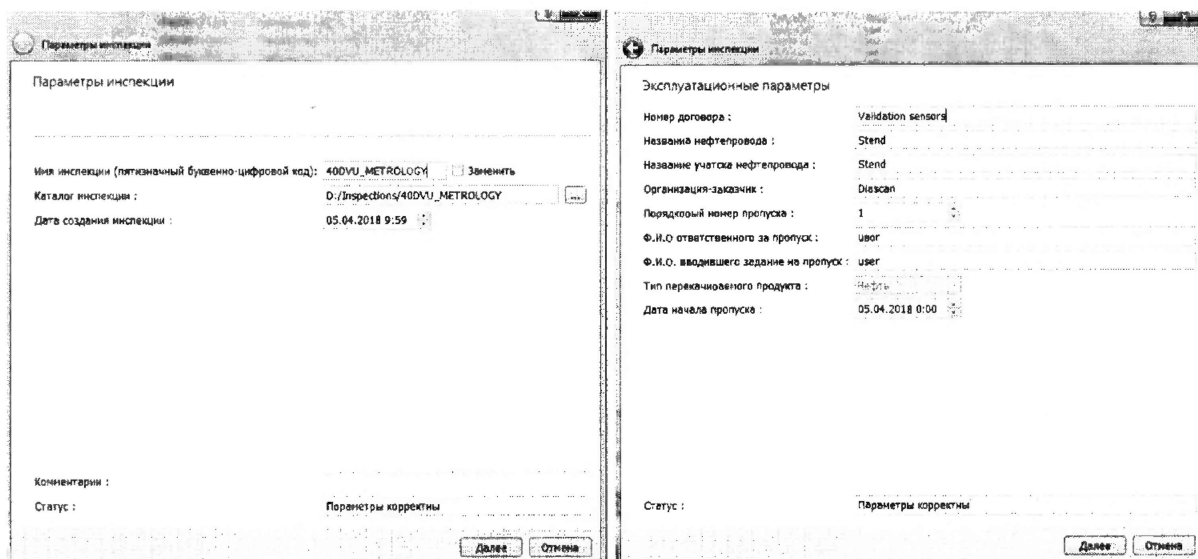 Параметры инспекции
Параметры инспекции
Имя инспекции (пятизначный буквенно-цифровой код): 40DVU_METROLOGY Заменить
Каталог инспекции : D:/Inspections/40DVU_METROLOGY ...
Дата создания инспекции : 05.04.2018 9:59
Комментарии :
Статус : Параметры корректны
Далее Отмена
Параметры инспекции
Эксплуатационные параметры
Номер договора : Validation sensors
Названия нефтепровода : Stend
Название учатска нефтепровода : Stend
Организация-заказчик : Diascan
Порядковый номер пропуска : 1
Ф.И.О ответственного за пропуск : user
Ф.И.О. вводившего задание на пропуск : user
Тип перекачиваемого продукта : Нефть
Дата начала пропуска : 05.04.2018 0:00
Статус : Параметры корректны
Далее Отмена